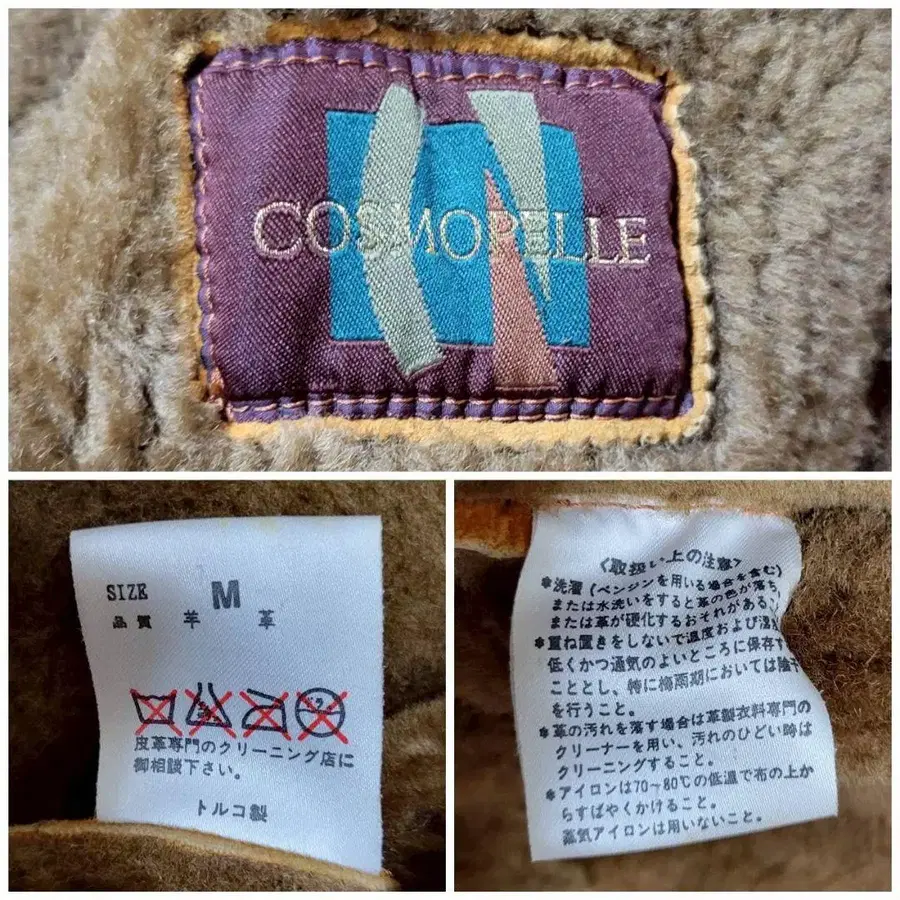 COSMOPELLE
SIZE M
品質 羊革
皮革専門のクリーニング店に
御相談下さい。
トルコ製
〈取扱い上の注意〉
*洗濯(ベンジンを用いる場合を含む)
または水洗いをすると革の色が落ち、
または革が硬化するおそれがある、
*重ね置きをしないで温度および湿
低くかつ通気のよいところに保存す
こととし、特に梅雨期においては陰干
を行うこと。
*革の汚れを落す場合は革製衣料専門の
クリーナーを用い、汚れのひどい時は
クリーニングすること。
*アイロンは70~80℃の低温で布の上か
らすばやくかけること。
蒸気アイロンは用いないこと。